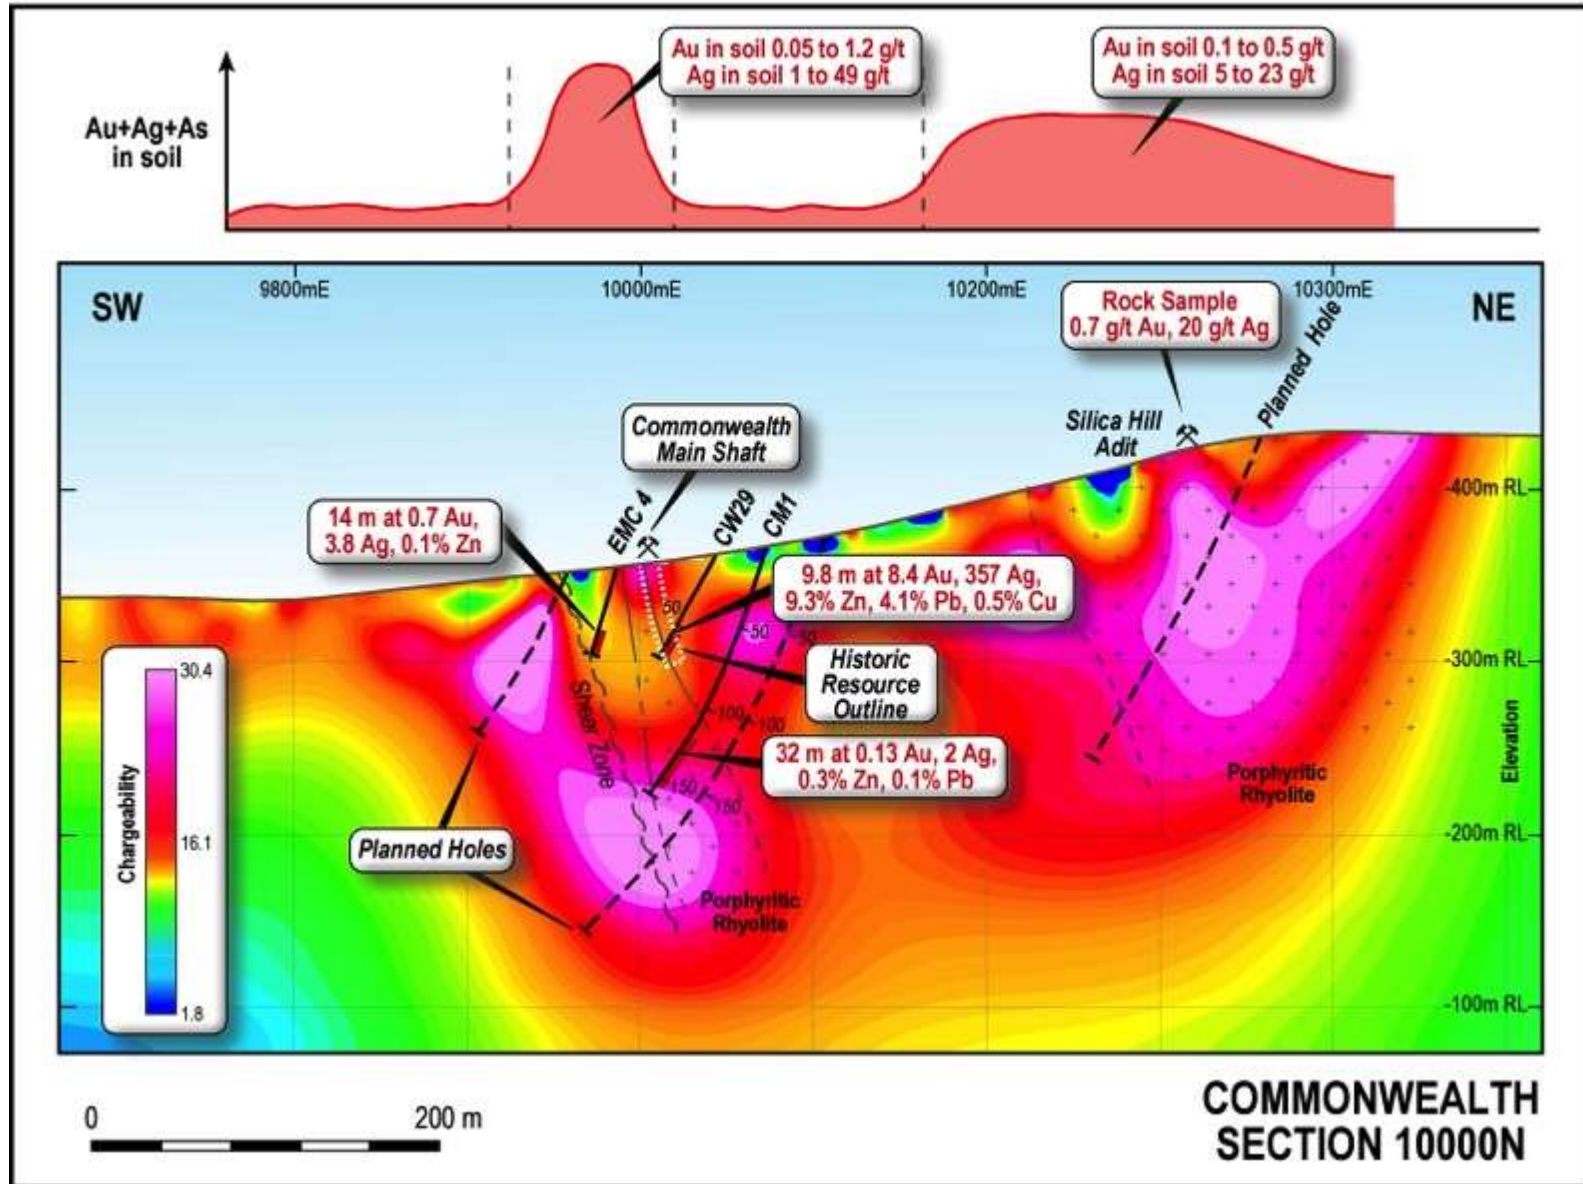 Au in soil 0.05 to 1.2 g/t
Ag in soil 1 to 49 g/t
Au in soil 0.1 to 0.5 g/t
Ag in soil 5 to 23 g/t
Au+Ag+As
in soil
SW
9800mE
10000mE
10200mE
10300mE
NE
Rock Sample
0.7 g/t Au, 20 g/t Ag
Planned Hole
Silica Hill
Adit
Commonwealth
Main Shaft
EMC 4
CW29
CM1
400m RL
14 m at 0.7 Au,
3.8 Ag, 0.1% Zn
9.8 m at 8.4 Au, 357 Ag,
9.3% Zn, 4.1% Pb, 0.5% Cu
50
50
50
Historic
Resource
Outline
300m RL
Shear Zone
100
100
32 m at 0.13 Au, 2 Ag,
0.3% Zn, 0.1% Pb
150
150
Porphyritic
Rhyolite
Elevation
30.4
16.1
1.8
Chargeability
Planned Holes
200m RL
Porphyritic
Rhyolite
100m RL
0
200 m
COMMONWEALTH
SECTION 10000N